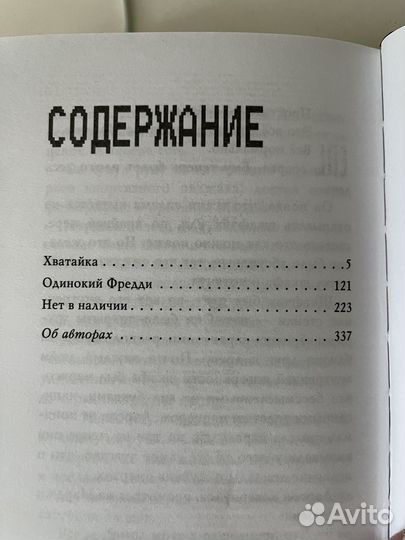 СОДЕРЖАНИЕ
Хватайка . . . . . . . . . . . . . . . . . . . . . . . . . . . . . . . 5
Одинокий Фредди . . . . . . . . . . . . . . . . . . . . . 121
Нет в наличии . . . . . . . . . . . . . . . . . . . . . . . . 223
Об авторах . . . . . . . . . . . . . . . . . . . . . . . . . . 337
Avito